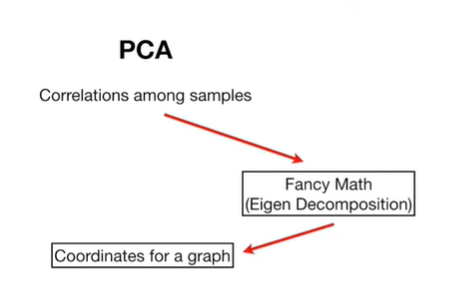 PCA
Correlations among samples
Fancy Math
(Eigen Decomposition)
Coordinates for a graph